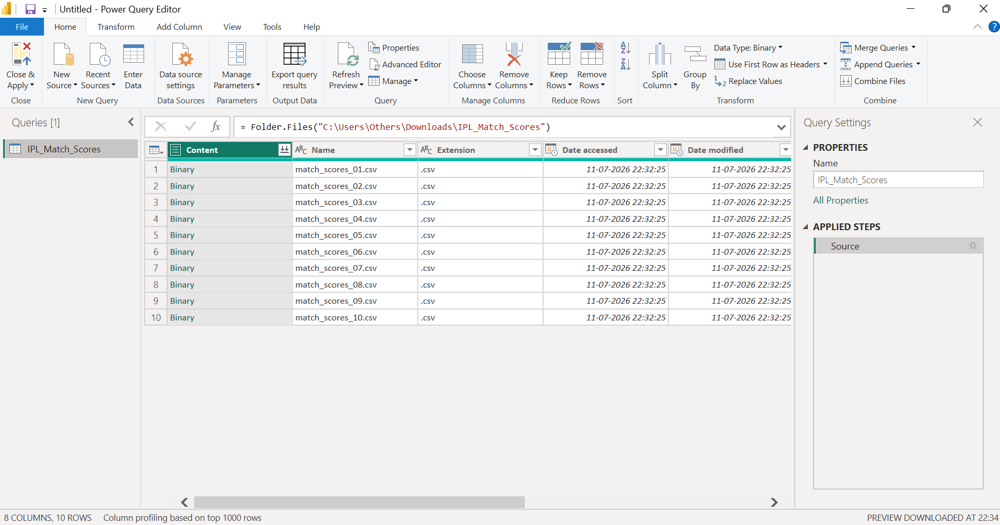 Untitled - Power Query Editor
File Home Transform Add Column View Tools Help
Close & Apply
Close
New Source
Recent Sources
Enter Data
New Query
Data source settings
Data Sources
Manage Parameters
Parameters
Export query results
Output Data
Refresh Preview
Properties
Advanced Editor
Manage
Query
Choose Columns
Remove Columns
Manage Columns
Keep Rows
Remove Rows
Reduce Rows
Sort
Split Column
Group By
Data Type: Binary
Use First Row as Headers
Replace Values
Transform
Merge Queries
Append Queries
Combine Files
Combine
Queries [1]
IPL_Match_Scores
fx
= Folder.Files("C:\Users\Others\Downloads\IPL_Match_Scores")
Content ABC Name ABC Extension Date accessed Date modified
1 Binary match_scores_01.csv .csv 11-07-2026 22:32:25 11-07-2026 22:32:25
2 Binary match_scores_02.csv .csv 11-07-2026 22:32:25 11-07-2026 22:32:25
3 Binary match_scores_03.csv .csv 11-07-2026 22:32:25 11-07-2026 22:32:25
4 Binary match_scores_04.csv .csv 11-07-2026 22:32:25 11-07-2026 22:32:25
5 Binary match_scores_05.csv .csv 11-07-2026 22:32:25 11-07-2026 22:32:25
6 Binary match_scores_06.csv .csv 11-07-2026 22:32:25 11-07-2026 22:32:25
7 Binary match_scores_07.csv .csv 11-07-2026 22:32:25 11-07-2026 22:32:25
8 Binary match_scores_08.csv .csv 11-07-2026 22:32:25 11-07-2026 22:32:25
9 Binary match_scores_09.csv .csv 11-07-2026 22:32:25 11-07-2026 22:32:25
10 Binary match_scores_10.csv .csv 11-07-2026 22:32:25 11-07-2026 22:32:25
Query Settings
PROPERTIES
Name
IPL_Match_Scores
All Properties
APPLIED STEPS
Source
8 COLUMNS, 10 ROWS Column profiling based on top 1000 rows
PREVIEW DOWNLOADED AT 22:34